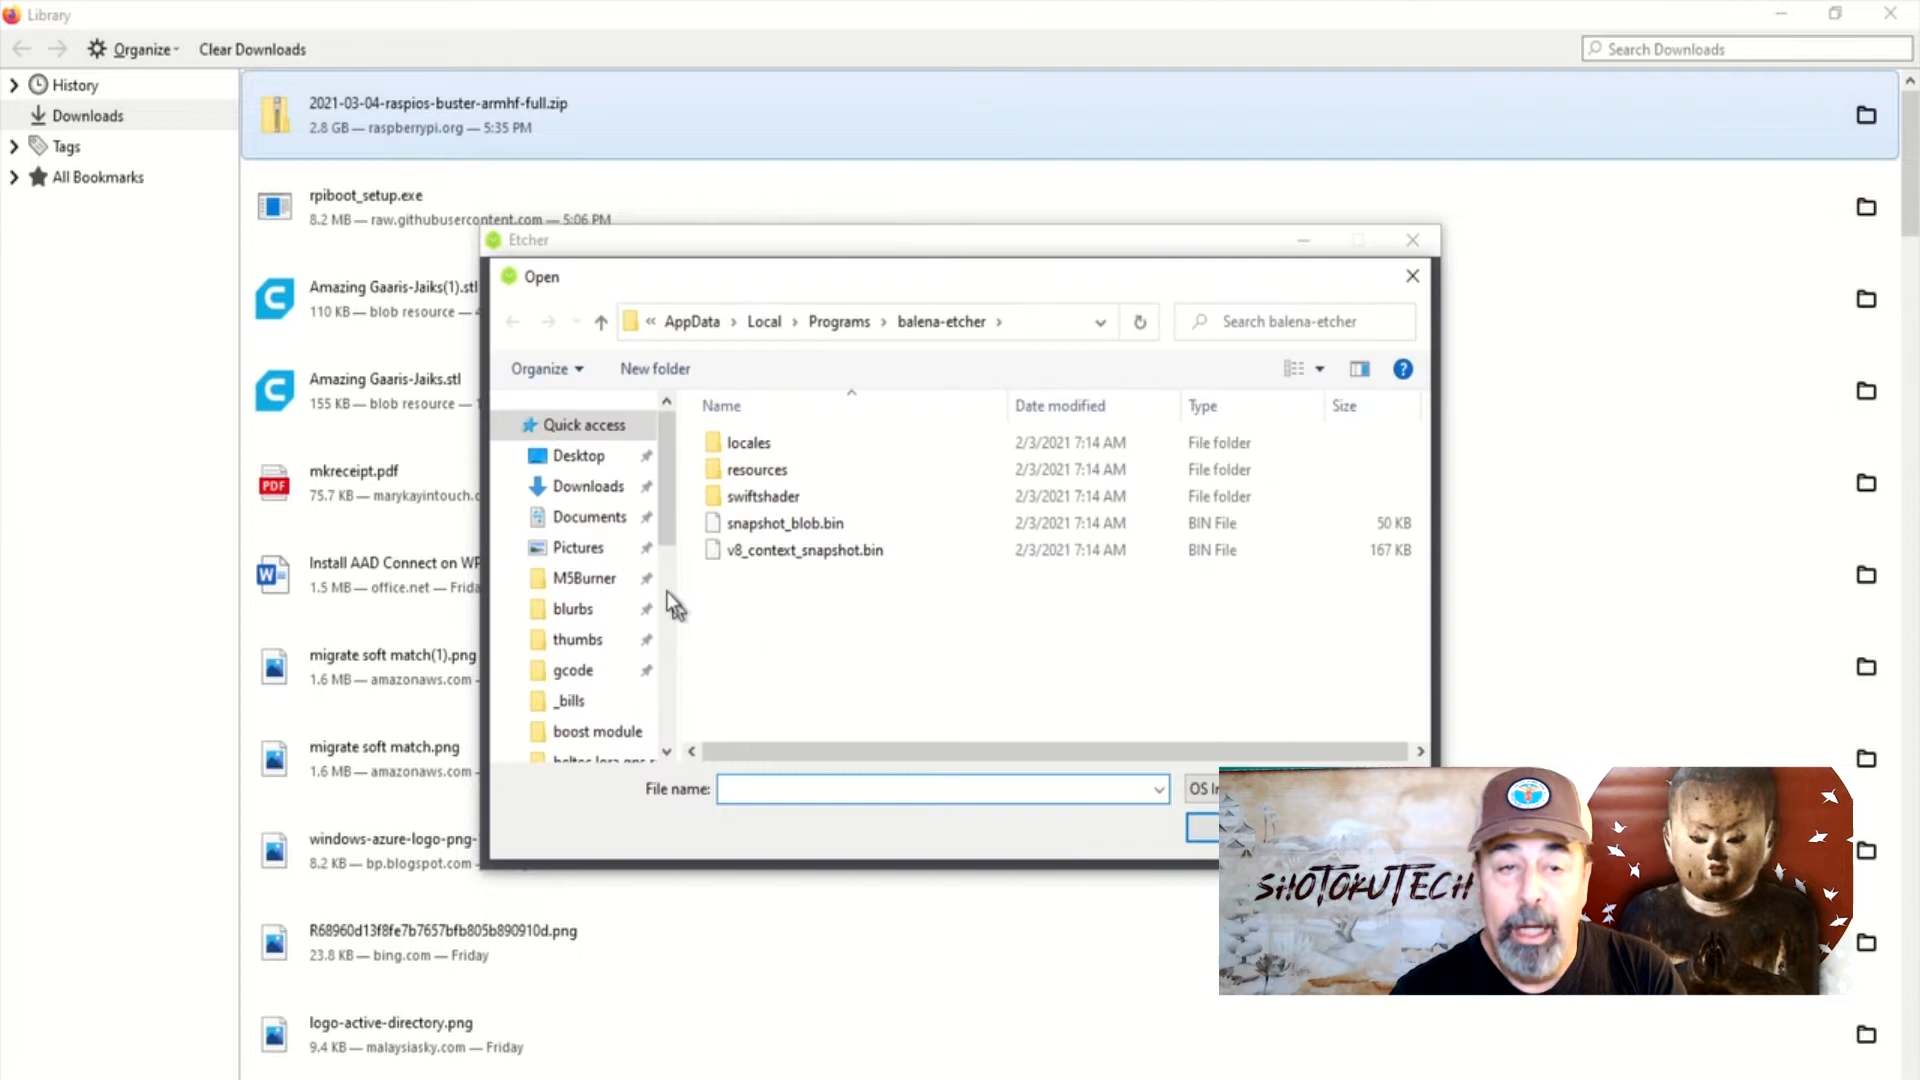 Library
Organize
Clear Downloads
Search Downloads
History
Downloads
Tags
All Bookmarks
2021-03-04-raspios-buster-armhf-full.zip
2.8 GB — raspberrypi.org — 5:35 PM
rpiboot_setup.exe
8.2 MB — raw.githubusercontent.com — 5:06 PM
Amazing Gaaris-Jaiks(1).stl
110 KB — blob resource —
Amazing Gaaris-Jaiks.stl
155 KB — blob resource —
mkreceipt.pdf
75.7 KB — marykayintouch.c
Install AAD Connect on
1.5 MB — office.net — Frida
migrate soft match(1).png
1.6 MB — amazonaws.com
migrate soft match.png
1.6 MB — amazonaws.com
windows-azure-logo-png-
8.2 KB — bp.blogspot.com
R68960d13f8fe7b7657bfb805b890910d.png
23.8 KB — bing.com — Friday
logo-active-directory.png
9.4 KB — malaysiasky.com — Friday
Etcher
Open
« AppData › Local › Programs › balena-etcher ›
Search balena-etcher
Organize
New folder
Quick access
Desktop
Downloads
Documents
Pictures
M5Burner
blurbs
thumbs
gcode
_bills
boost module
Name Date modified Type Size
locales 2/3/2021 7:14 AM File folder
resources 2/3/2021 7:14 AM File folder
swiftshader 2/3/2021 7:14 AM File folder
snapshot_blob.bin 2/3/2021 7:14 AM BIN File 50 KB
v8_context_snapshot.bin 2/3/2021 7:14 AM BIN File 167 KB
File name:
OS
SHOTOKUTECH
PDF
W